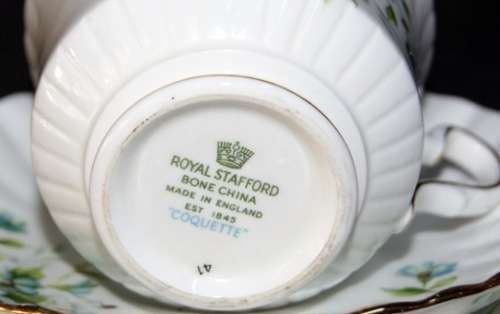 ROYAL STAFFORD
BONE CHINA
MADE IN ENGLAND
EST 1845
"COQUETTE"
41